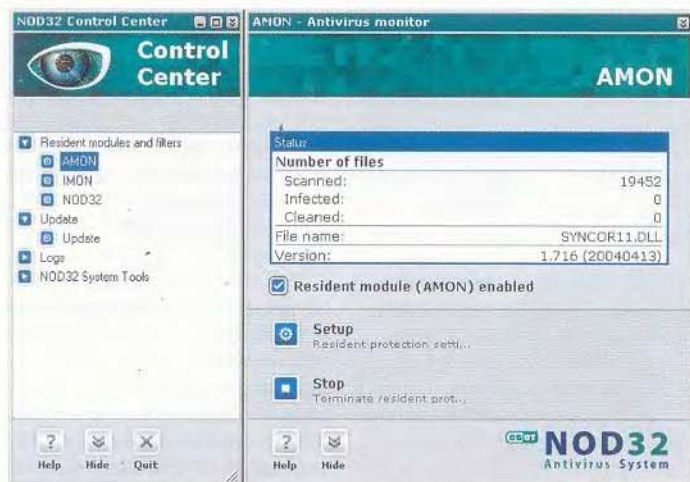 NOD32 Control Center
Control
Center
Resident modules and filters
AMON
IMON
NOD32
Update
Update
Logs
NOD32 System Tools
Help
Hide
Quit
AMON - Antivirus monitor
AMON
Status
Number of files
Scanned: 19452
Infected: 0
Cleaned: 0
File name: SYNCOR11.DLL
Version: 1.716 (20040413)
Resident module (AMON) enabled
Setup
Resident protection setti...
Stop
Terminate resident prot...
Help
Hide
eseT NOD32
Antivirus System